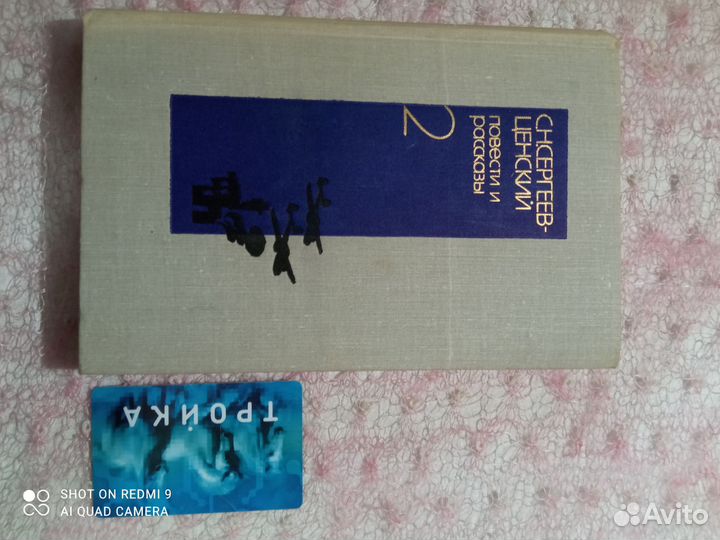 С.Н.СЕРГЕЕВ-
ЦЕНСКИЙ
повести и
рассказы
2
ТРОЙКА
SHOT ON REDMI 9
AI QUAD CAMERA
Avito